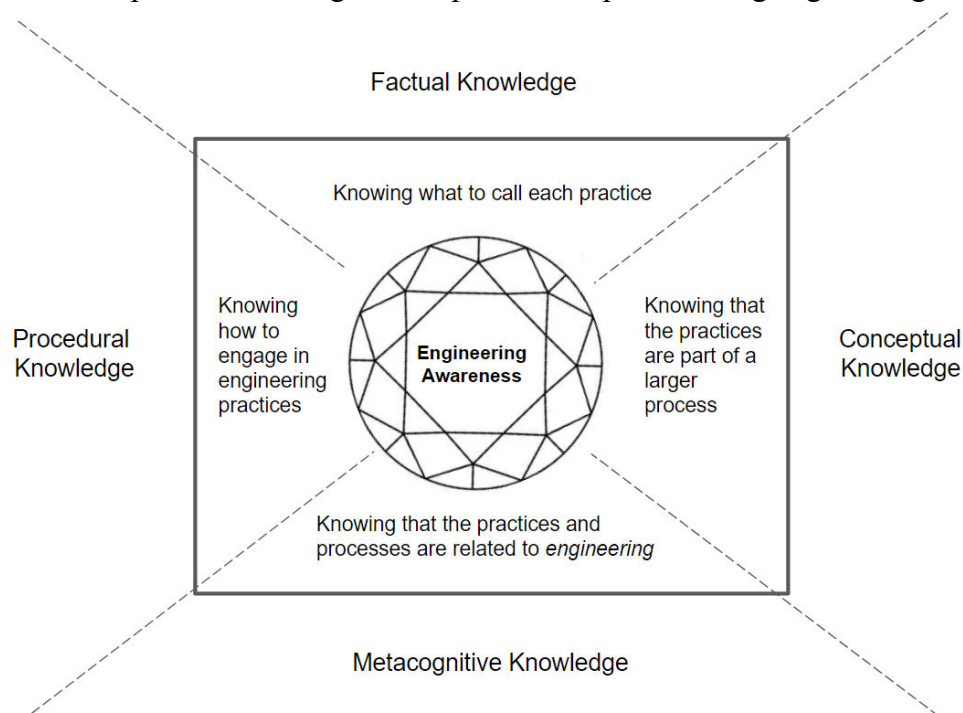 Factual Knowledge
Knowing what to call each practice
Procedural
Knowledge
Knowing
how to
engage in
engineering
practices
Engineering
Awareness
Knowing that
the practices
are part of a
larger
process
Conceptual
Knowledge
Knowing that the practices and
processes are related to engineering
Metacognitive Knowledge